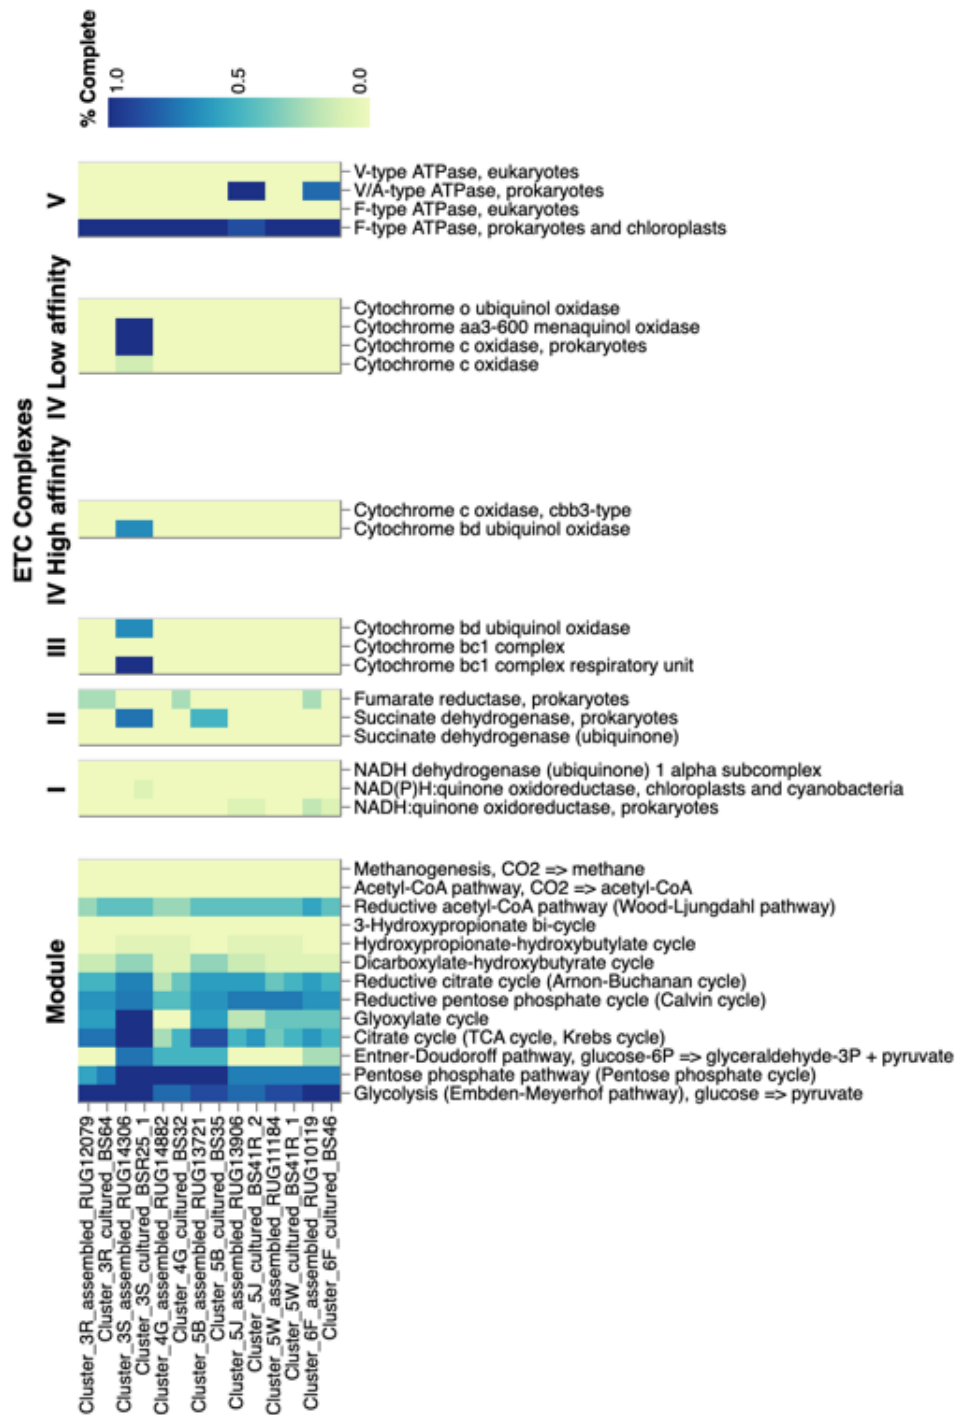 ETC Complexes
Module
I
II
III
IV High affinity
IV Low affinity
V
% Complete
1.0
0.5
0.0
V-type ATPase, eukaryotes
V/A-type ATPase, prokaryotes
F-type ATPase, eukaryotes
F-type ATPase, prokaryotes and chloroplasts
Cytochrome o ubiquinol oxidase
Cytochrome aa3-600 menaquinol oxidase
Cytochrome c oxidase, prokaryotes
Cytochrome c oxidase
Cytochrome c oxidase, cbb3-type
Cytochrome bd ubiquinol oxidase
Cytochrome bd ubiquinol oxidase
Cytochrome bc1 complex
Cytochrome bc1 complex respiratory unit
Fumarate reductase, prokaryotes
Succinate dehydrogenase, prokaryotes
Succinate dehydrogenase (ubiquinone)
NADH dehydrogenase (ubiquinone) 1 alpha subcomplex
NAD(P)H:quinone oxidoreductase, chloroplasts and cyanobacteria
NADH:quinone oxidoreductase, prokaryotes
Methanogenesis, CO2 => methane
Acetyl-CoA pathway, CO2 => acetyl-CoA
Reductive acetyl-CoA pathway (Wood-Ljungdahl pathway)
3-Hydroxypropionate bi-cycle
Hydroxypropionate-hydroxybutylate cycle
Dicarboxylate-hydroxybutyrate cycle
Reductive citrate cycle (Arnon-Buchanan cycle)
Reductive pentose phosphate cycle (Calvin cycle)
Glyoxylate cycle
Citrate cycle (TCA cycle, Krebs cycle)
Entner-Doudoroff pathway, glucose-6P => glyceraldehyde-3P + pyruvate
Pentose phosphate pathway (Pentose phosphate cycle)
Glycolysis (Embden-Meyerhof pathway), glucose => pyruvate
Cluster_3R_assembled_RUG12079
Cluster_3R_cultured_BS64
Cluster_3S_assembled_RUG14306
Cluster_3S_cultured_BSR25_1
Cluster_4G_assembled_RUG14882
Cluster_4G_cultured_BS32
Cluster_5B_assembled_RUG13721
Cluster_5B_cultured_BS35
Cluster_5J_assembled_RUG13906
Cluster_5J_cultured_BS41R_2
Cluster_5W_assembled_RUG11184
Cluster_5W_cultured_BS41R_1
Cluster_6F_assembled_RUG10119
Cluster_6F_cultured_BS46